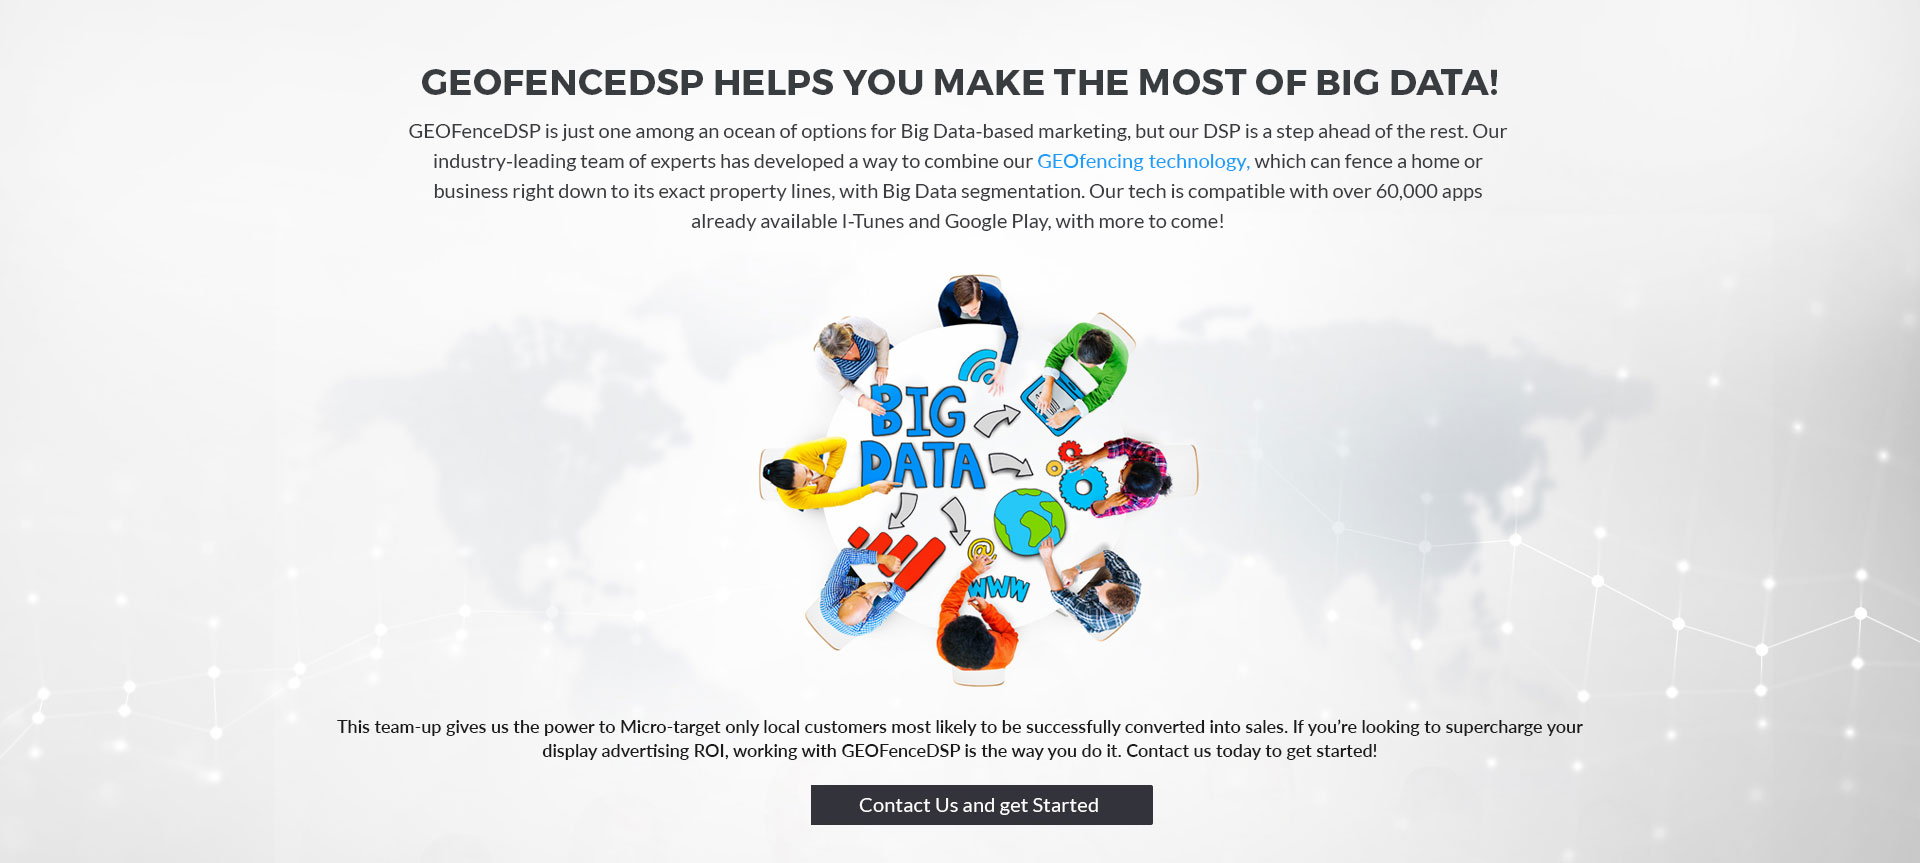 GEOFENCEDSP HELPS YOU MAKE THE MOST OF BIG DATA!
GEOFenceDSP is just one among an ocean of options for Big Data-based marketing, but our DSP is a step ahead of the rest. Our
industry-leading team of experts has developed a way to combine our GEOfencing technology, which can fence a home or
business right down to its exact property lines, with Big Data segmentation. Our tech is compatible with over 60,000 apps
already available I-Tunes and Google Play, with more to come!
BIG
DATA
@
WWW
This team-up gives us the power to Micro-target only local customers most likely to be successfully converted into sales. If you’re looking to supercharge your
display advertising ROI, working with GEOFenceDSP is the way you do it. Contact us today to get started!
Contact Us and get Started